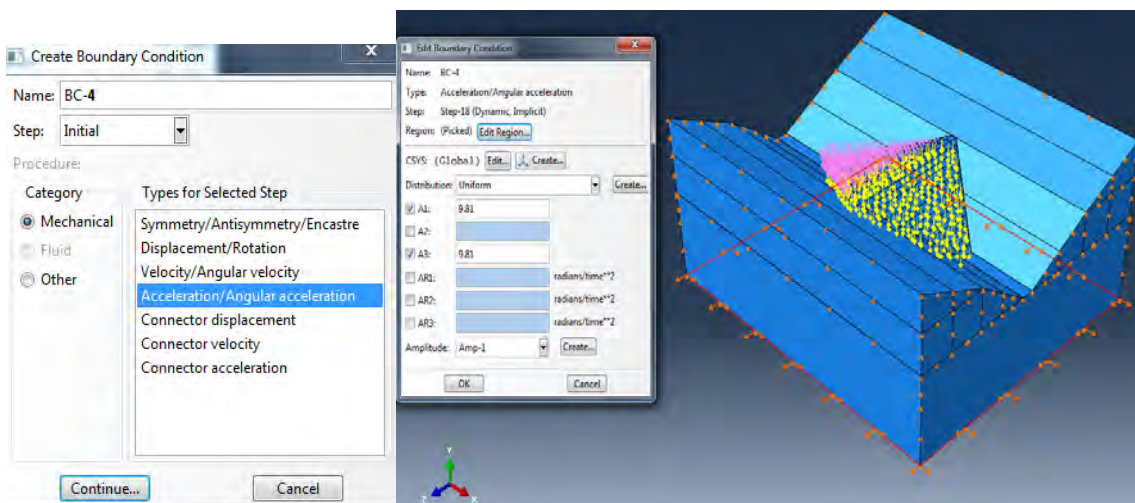 Create Boundary Condition
X
Name: BC-4
Step: Initial
Procedure:
Category
Mechanical
Fluid
Other
Types for Selected Step
Symmetry/Antisymmetry/Encastre
Displacement/Rotation
Velocity/Angular velocity
Acceleration/Angular acceleration
Connector displacement
Connector velocity
Connector acceleration
Continue...
Cancel
Edit Boundary Condition
Name: BC-4
Type: Acceleration/Angular acceleration
Step: Step-18 (Dynamic, Implicit)
Region: (Picked) Edit Region...
CSYS: (Global) Edit... Create...
Distribution: Uniform Create...
A1: 9.81
A2:
A3: 9.81
AR1: radians/time**2
AR2: radians/time**2
AR3: radians/time**2
Amplitude: Amp-1 Create...
OK Cancel
Y
Z X